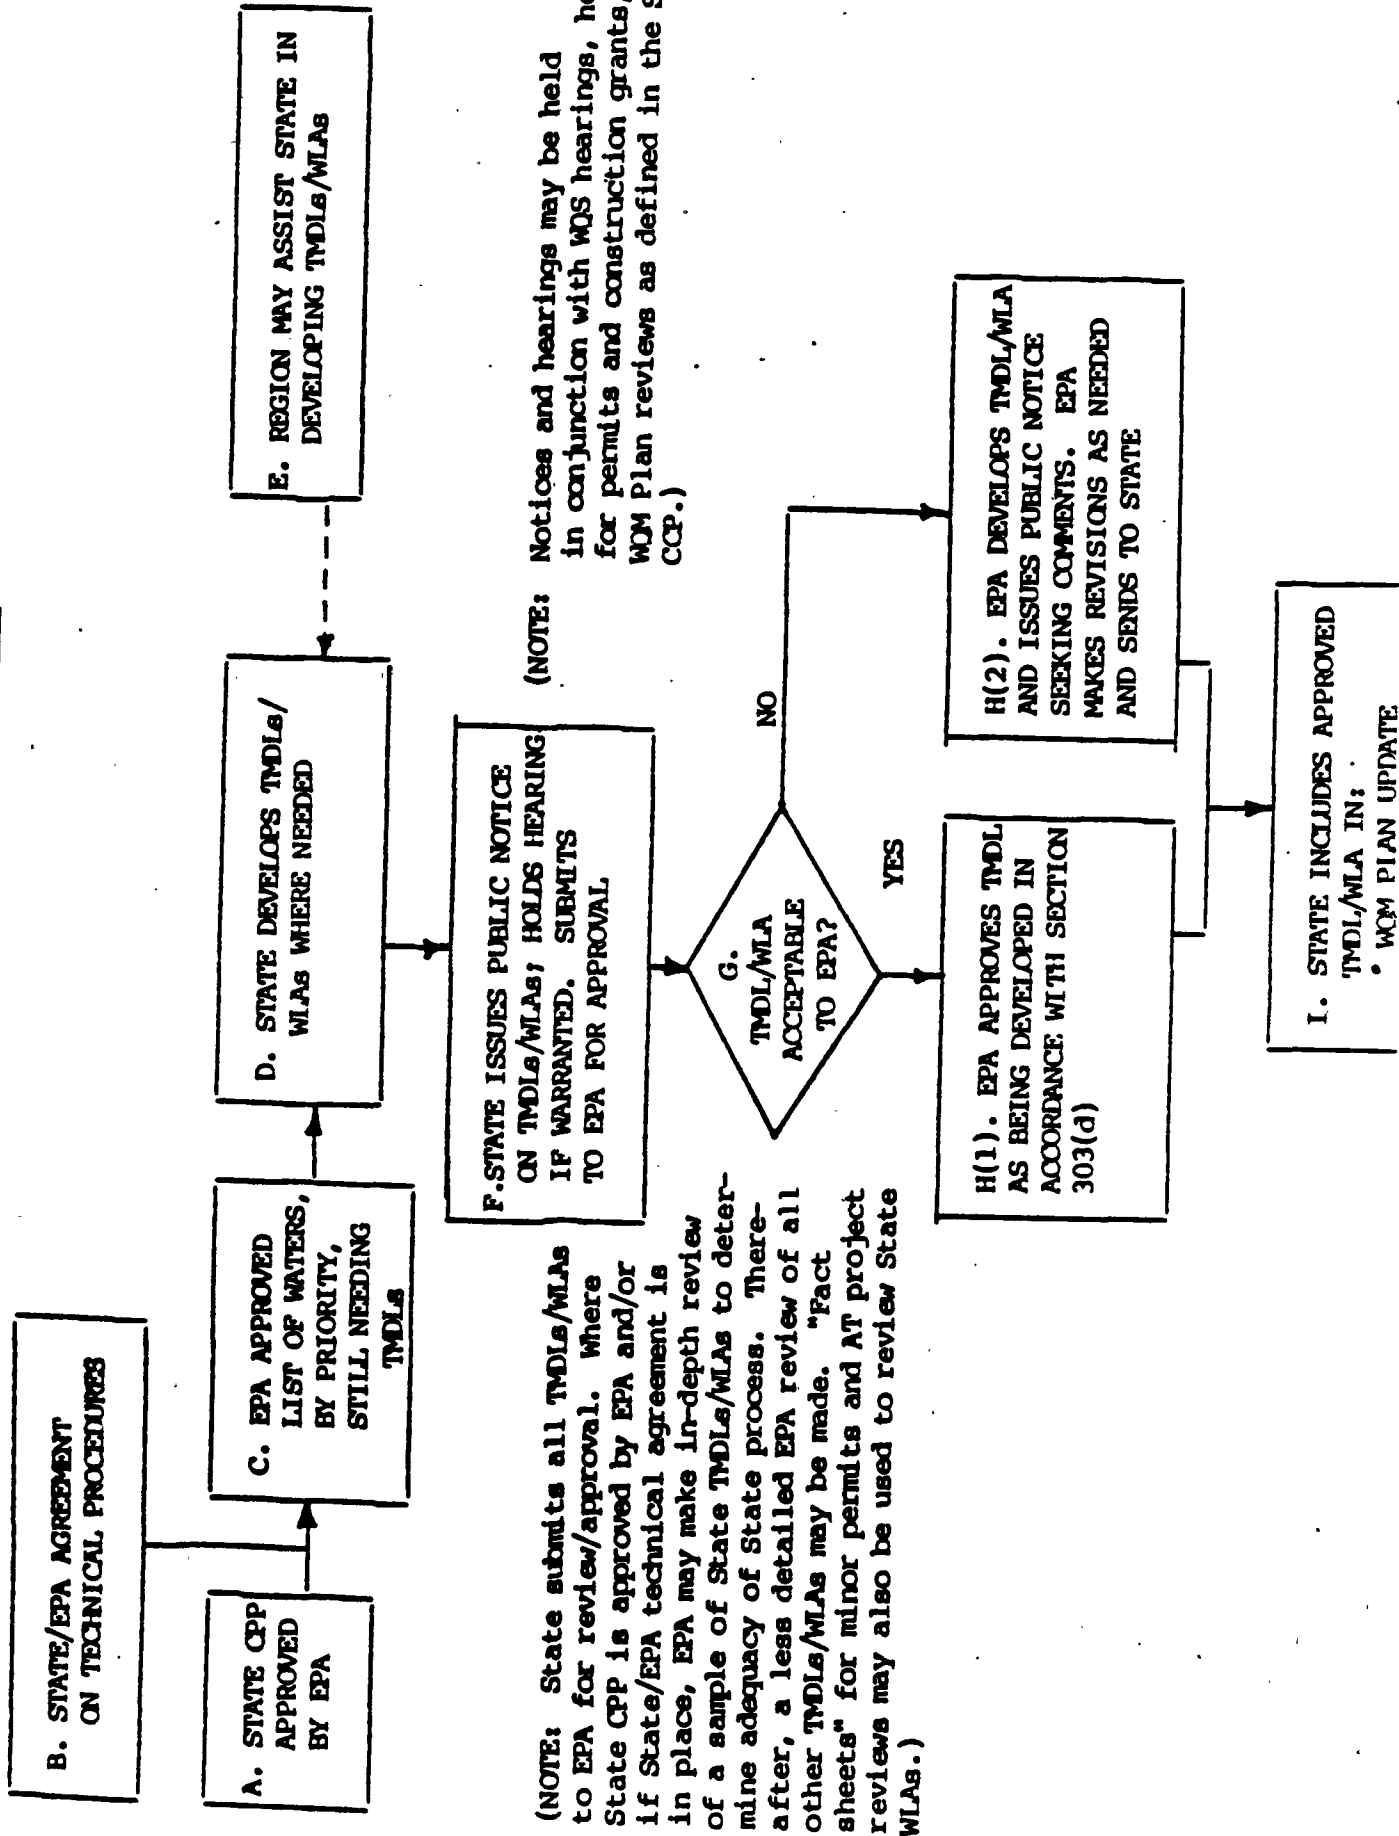 B. STATE/EPA AGREEMENT
ON TECHNICAL PROCEDURES
A. STATE CPP
APPROVED
BY EPA
C. EPA APPROVED
LIST OF WATERS,
BY PRIORITY,
STILL NEEDING
TMDLs
D. STATE DEVELOPS TMDLs/
WLAs WHERE NEEDED
E. REGION MAY ASSIST STATE IN
DEVELOPING TMDLs/WLAs
F.STATE ISSUES PUBLIC NOTICE
ON TMDLs/WLAs; HOLDS HEARING
IF WARRANTED. SUBMITS
TO EPA FOR APPROVAL
(NOTE: Notices and hearings may be held
in conjunction with WQS hearings,
for permits and construction grants,
WQM Plan reviews as defined in the
CCP.)
(NOTE: State submits all TMDLs/WLAs
to EPA for review/approval. Where
State CPP is approved by EPA and/or
if State/EPA technical agreement is
in place, EPA may make in-depth review
of a sample of State TMDLs/WLAs to deter-
mine adequacy of State process. There-
after, a less detailed EPA review of all
other TMDLs/WLAs may be made. "Fact
sheets" for minor permits and AT project
reviews may also be used to review State
WLAs.)
G.
TMDL/WLA
ACCEPTABLE
TO EPA?
NO
YES
H(1). EPA APPROVES TMDL
AS BEING DEVELOPED IN
ACCORDANCE WITH SECTION
303(d)
H(2). EPA DEVELOPS TMDL/WLA
AND ISSUES PUBLIC NOTICE
SEEKING COMMENTS. EPA
MAKES REVISIONS AS NEEDED
AND SENDS TO STATE
I. STATE INCLUDES APPROVED
TMDL/WLA IN:
• WQM PLAN UPDATE